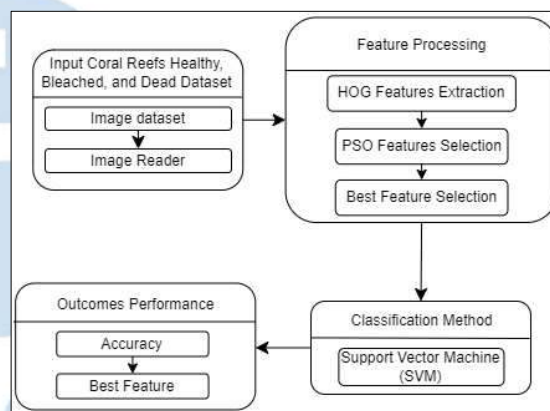 Input Coral Reefs Healthy,
Bleached, and Dead Dataset
Image dataset
Image Reader
Feature Processing
HOG Features Extraction
PSO Features Selection
Best Feature Selection
Classification Method
Support Vector Machine
(SVM)
Outcomes Performance
Accuracy
Best Feature